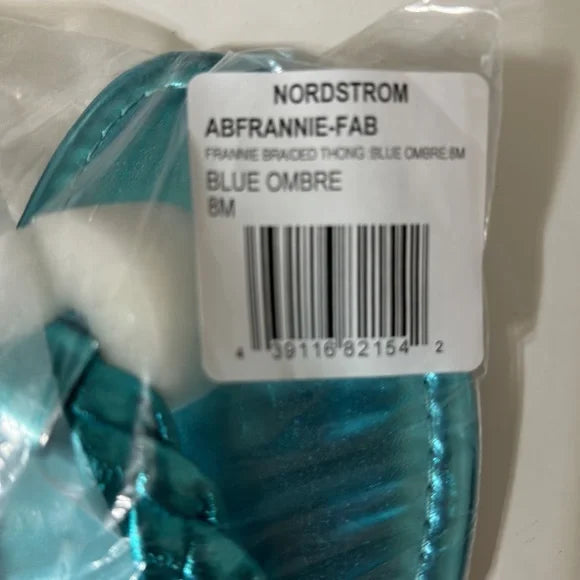 NORDSTROM
ABFRANNIE-FAB
FRANNIE BRAIDED THONG :BLUE OMBRE:8M
BLUE OMBRE
8M
4 39116 82154 2